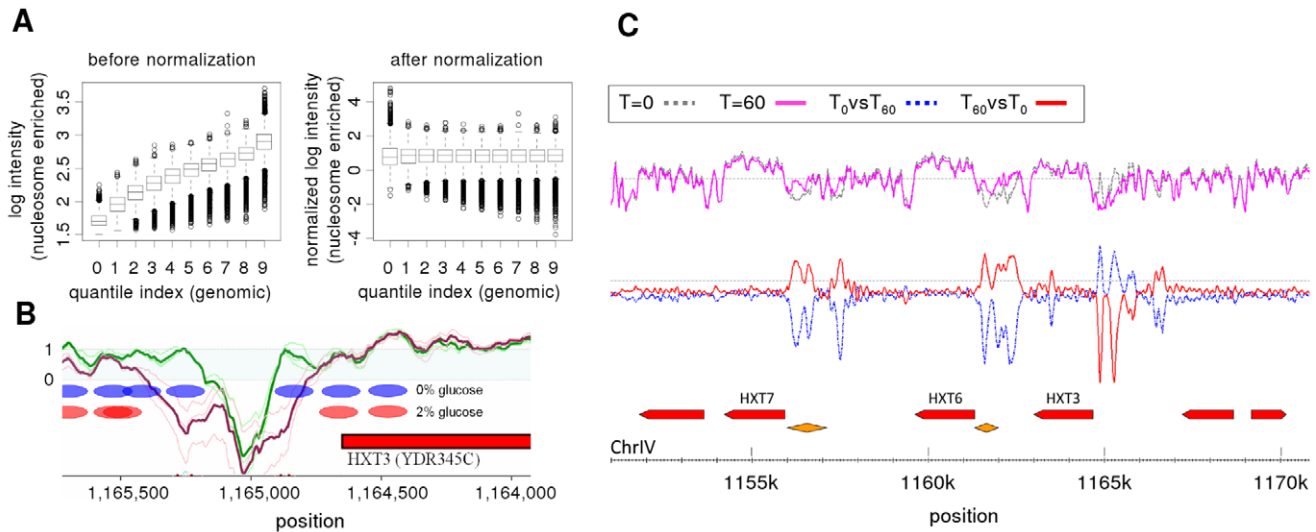 A
before normalization
after normalization
log intensity
(nucleosome enriched)
3.5
3
2.5
2
1.5
0 1 2 3 4 5 6 7 8 9
quantile index (genomic)
normalized log intensity
(nucleosome enriched)
4
2
0
-2
-4
0 1 2 3 4 5 6 7 8 9
quantile index (genomic)
B
1
0
0% glucose
2% glucose
HXT3 (YDR345C)
1,165,500 1,165,000 1,164,500 1,164,000
position
C
T=0 T=60 T0vsT60 T60vsT0
HXT7 HXT6 HXT3
ChrIV
1155k 1160k 1165k 1170k
position